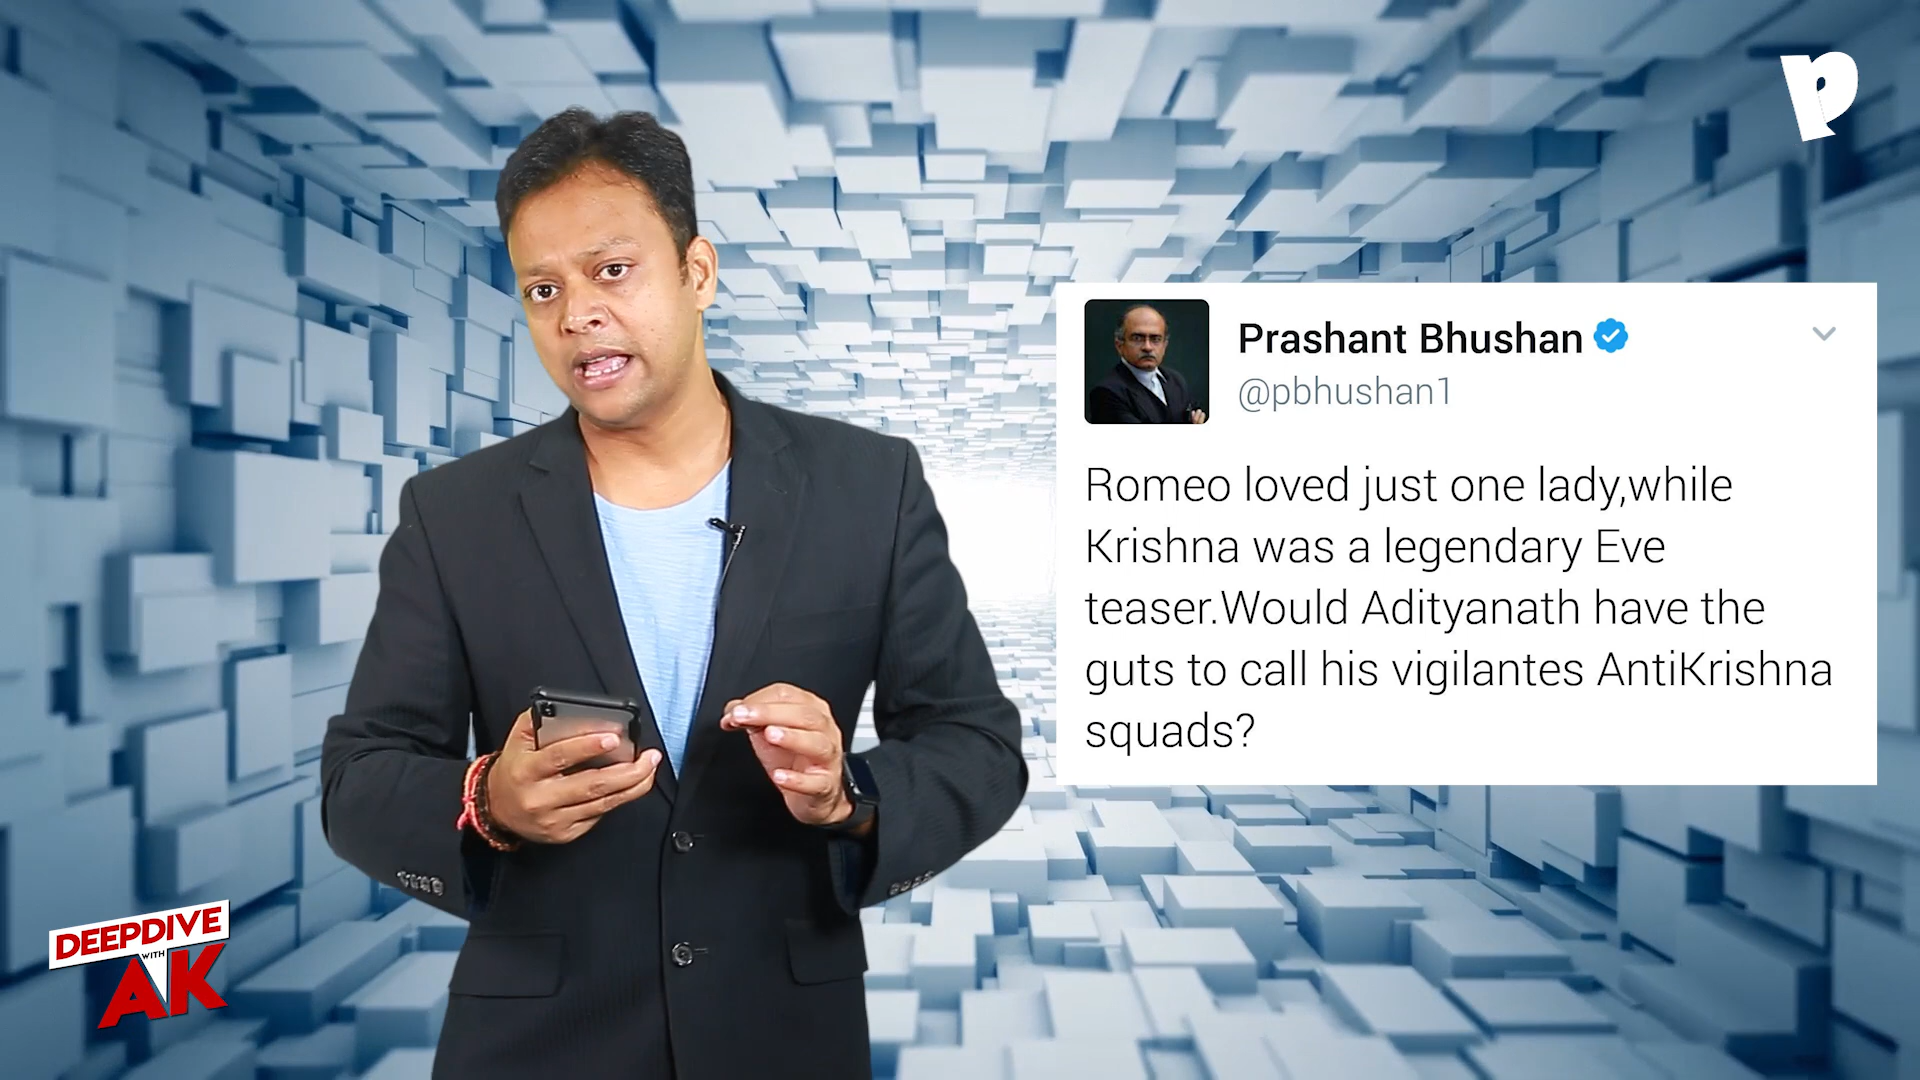 p
Prashant Bhushan
@pbhushan1
Romeo loved just one lady,while
Krishna was a legendary Eve
teaser.Would Adityanath have the
guts to call his vigilantes AntiKrishna
squads?
DEEPDIVE
WITH
AK